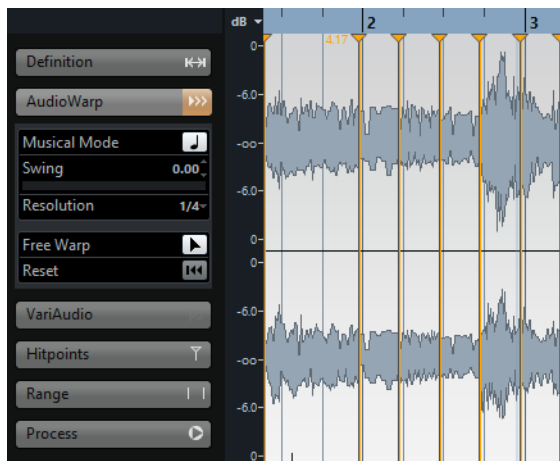 dB 2 3
4.17
0-
Definition
AudioWarp
-6.0-
Musical Mode
-oo-
Swing 0.00
-6.0-
Resolution 1/4
0-
Free Warp
Reset
0-
VariAudio
-6.0-
Hitpoints
-oo-
Range
-6.0-
Process
0-